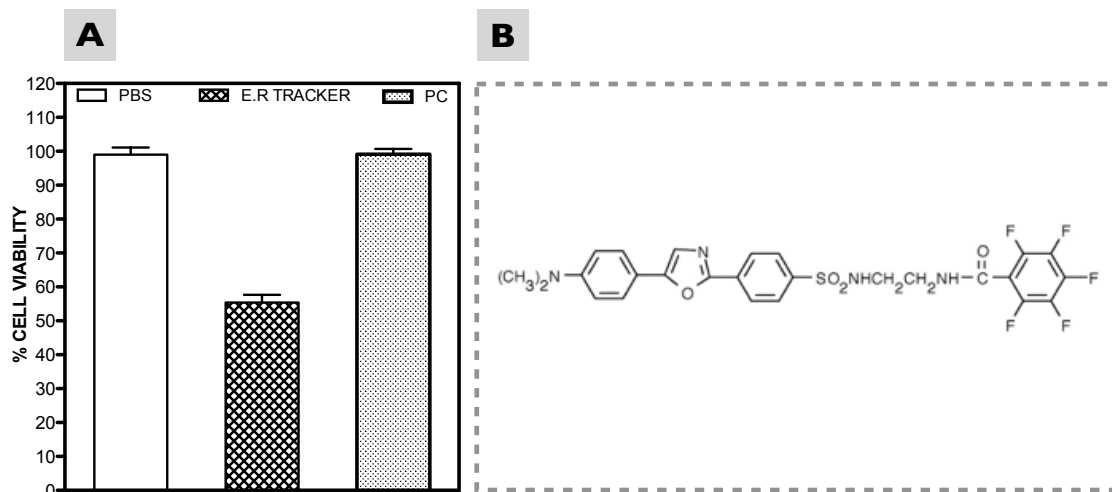 A
B
120
110
100
90
80
70
60
50
40
30
20
10
0
% CELL VIABILITY
PBS E.R TRACKER PC
(CH3)2N
N
O
SO2NHCH2CH2NH
C
O
F
F
F
F
F